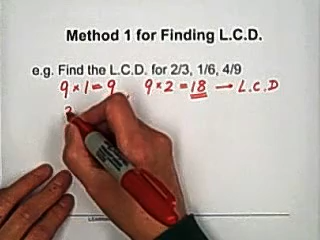 Method 1 for Finding L.C.D.
e.g. Find the L.C.D. for 2/3, 1/6, 4/9
9 × 1 = 9, 9 × 2 = 18 → L.C.D